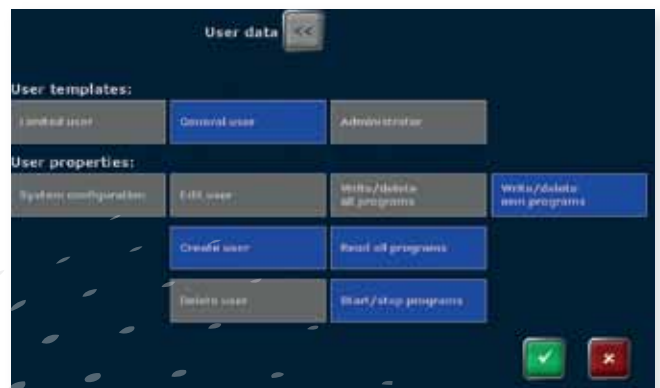 User data <<
User templates:
Limited user General user Administrator
User properties:
System configuration Edit user Write/delete all programs Write/delete own programs
Create user Read all programs
Delete user Start/stop programs